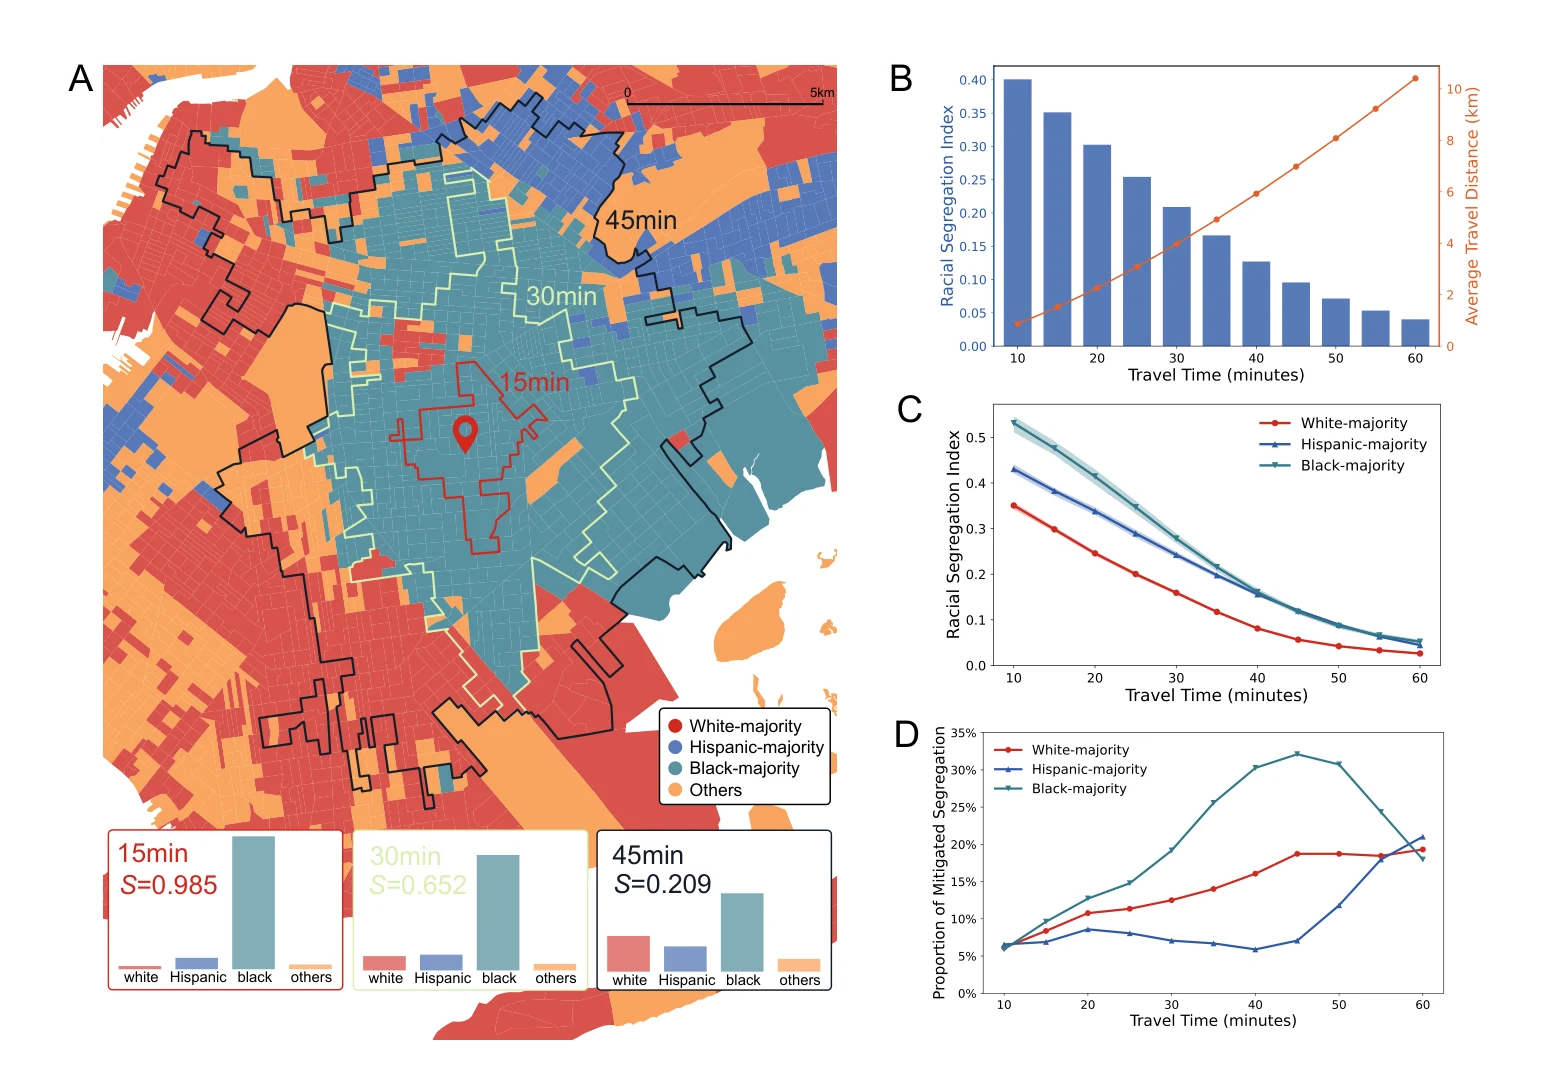 A
0 5km
45min
30min
15min
White-majority
Hispanic-majority
Black-majority
Others
15min
S=0.985
white Hispanic black others
30min
S=0.652
white Hispanic black others
45min
S=0.209
white Hispanic black others
B
Racial Segregation Index
0.40
0.35
0.30
0.25
0.20
0.15
0.10
0.05
0.00
10 20 30 40 50 60
Travel Time (minutes)
10
8
6
4
2
0
Average Travel Distance (km)
C
Racial Segregation Index
0.5
0.4
0.3
0.2
0.1
0.0
White-majority
Hispanic-majority
Black-majority
10 20 30 40 50 60
Travel Time (minutes)
D
Proportion of Mitigated Segregation
35%
30%
25%
20%
15%
10%
5%
0%
White-majority
Hispanic-majority
Black-majority
10 20 30 40 50 60
Travel Time (minutes)